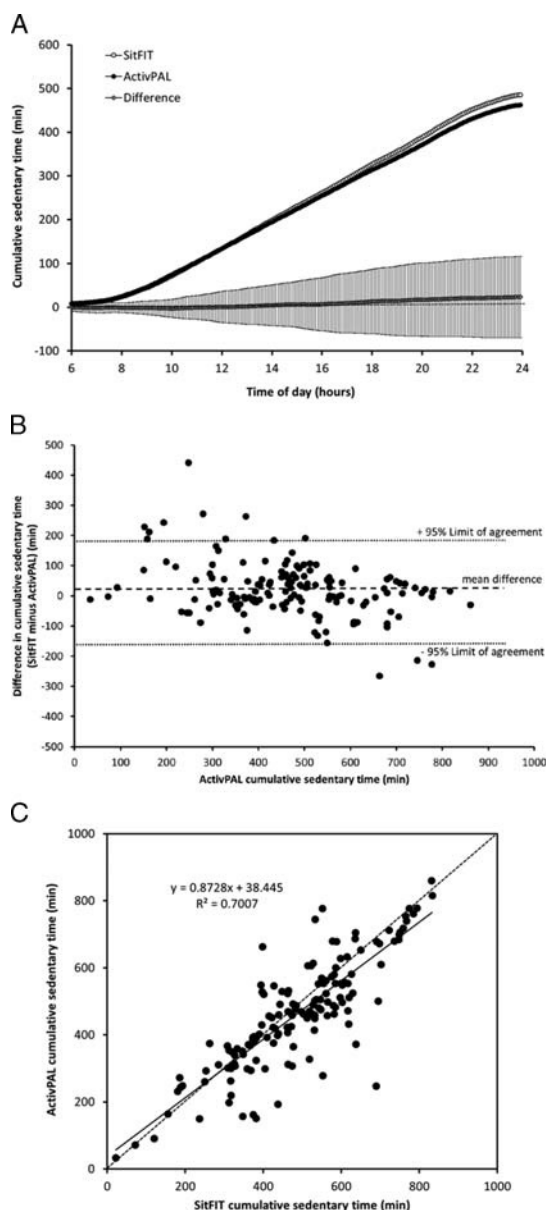 A
600
500
400
300
200
100
0
-100
Cumulative sedentary time (min)
SitFIT
ActivPAL
Difference
6 8 10 12 14 16 18 20 22 24
Time of day (hours)
B
500
400
300
200
100
0
-100
-200
-300
-400
-500
Difference in cumulative sedentary time
(SitFIT minus ActivPAL) (min)
+ 95% Limit of agreement
mean difference
- 95% Limit of agreement
0 100 200 300 400 500 600 700 800 900 1000
ActivPAL cumulative sedentary time (min)
C
1000
800
600
400
200
0
ActivPAL cumulative sedentary time (min)
y = 0.8728x + 38.445
R² = 0.7007
0 200 400 600 800 1000
SitFIT cumulative sedentary time (min)